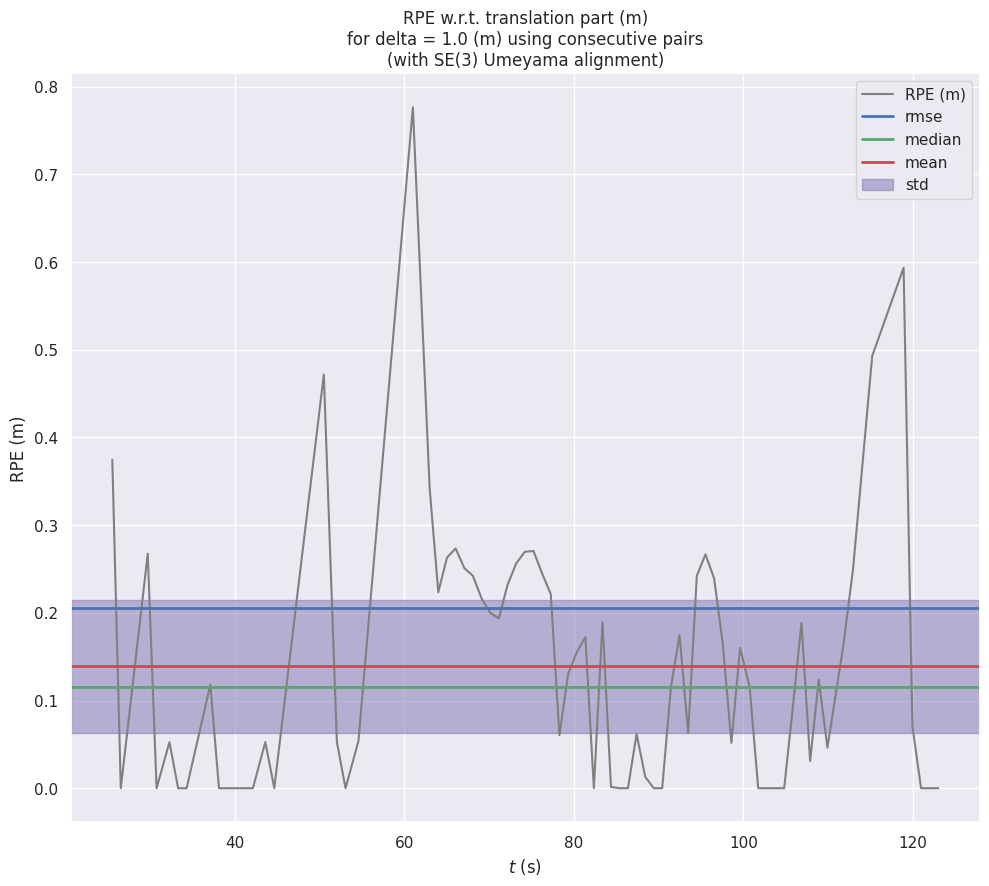 RPE w.r.t. translation part (m)
for delta = 1.0 (m) using consecutive pairs
(with SE(3) Umeyama alignment)
RPE (m)
rmse
median
mean
std
0.8
0.7
0.6
0.5
0.4
0.3
0.2
0.1
0.0
RPE (m)
40
60
80
100
120
t (s)